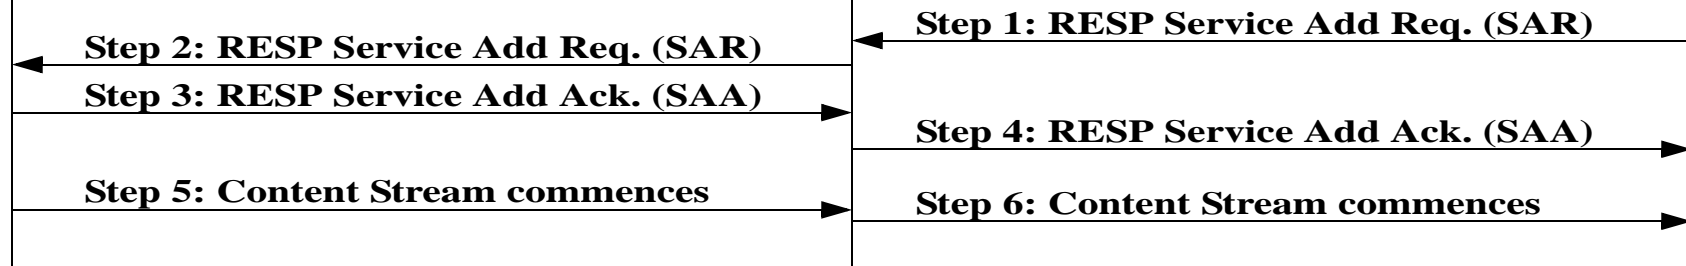 Step 1: RESP Service Add Req. (SAR)
Step 2: RESP Service Add Req. (SAR)
Step 3: RESP Service Add Ack. (SAA)
Step 4: RESP Service Add Ack. (SAA)
Step 5: Content Stream commences
Step 6: Content Stream commences